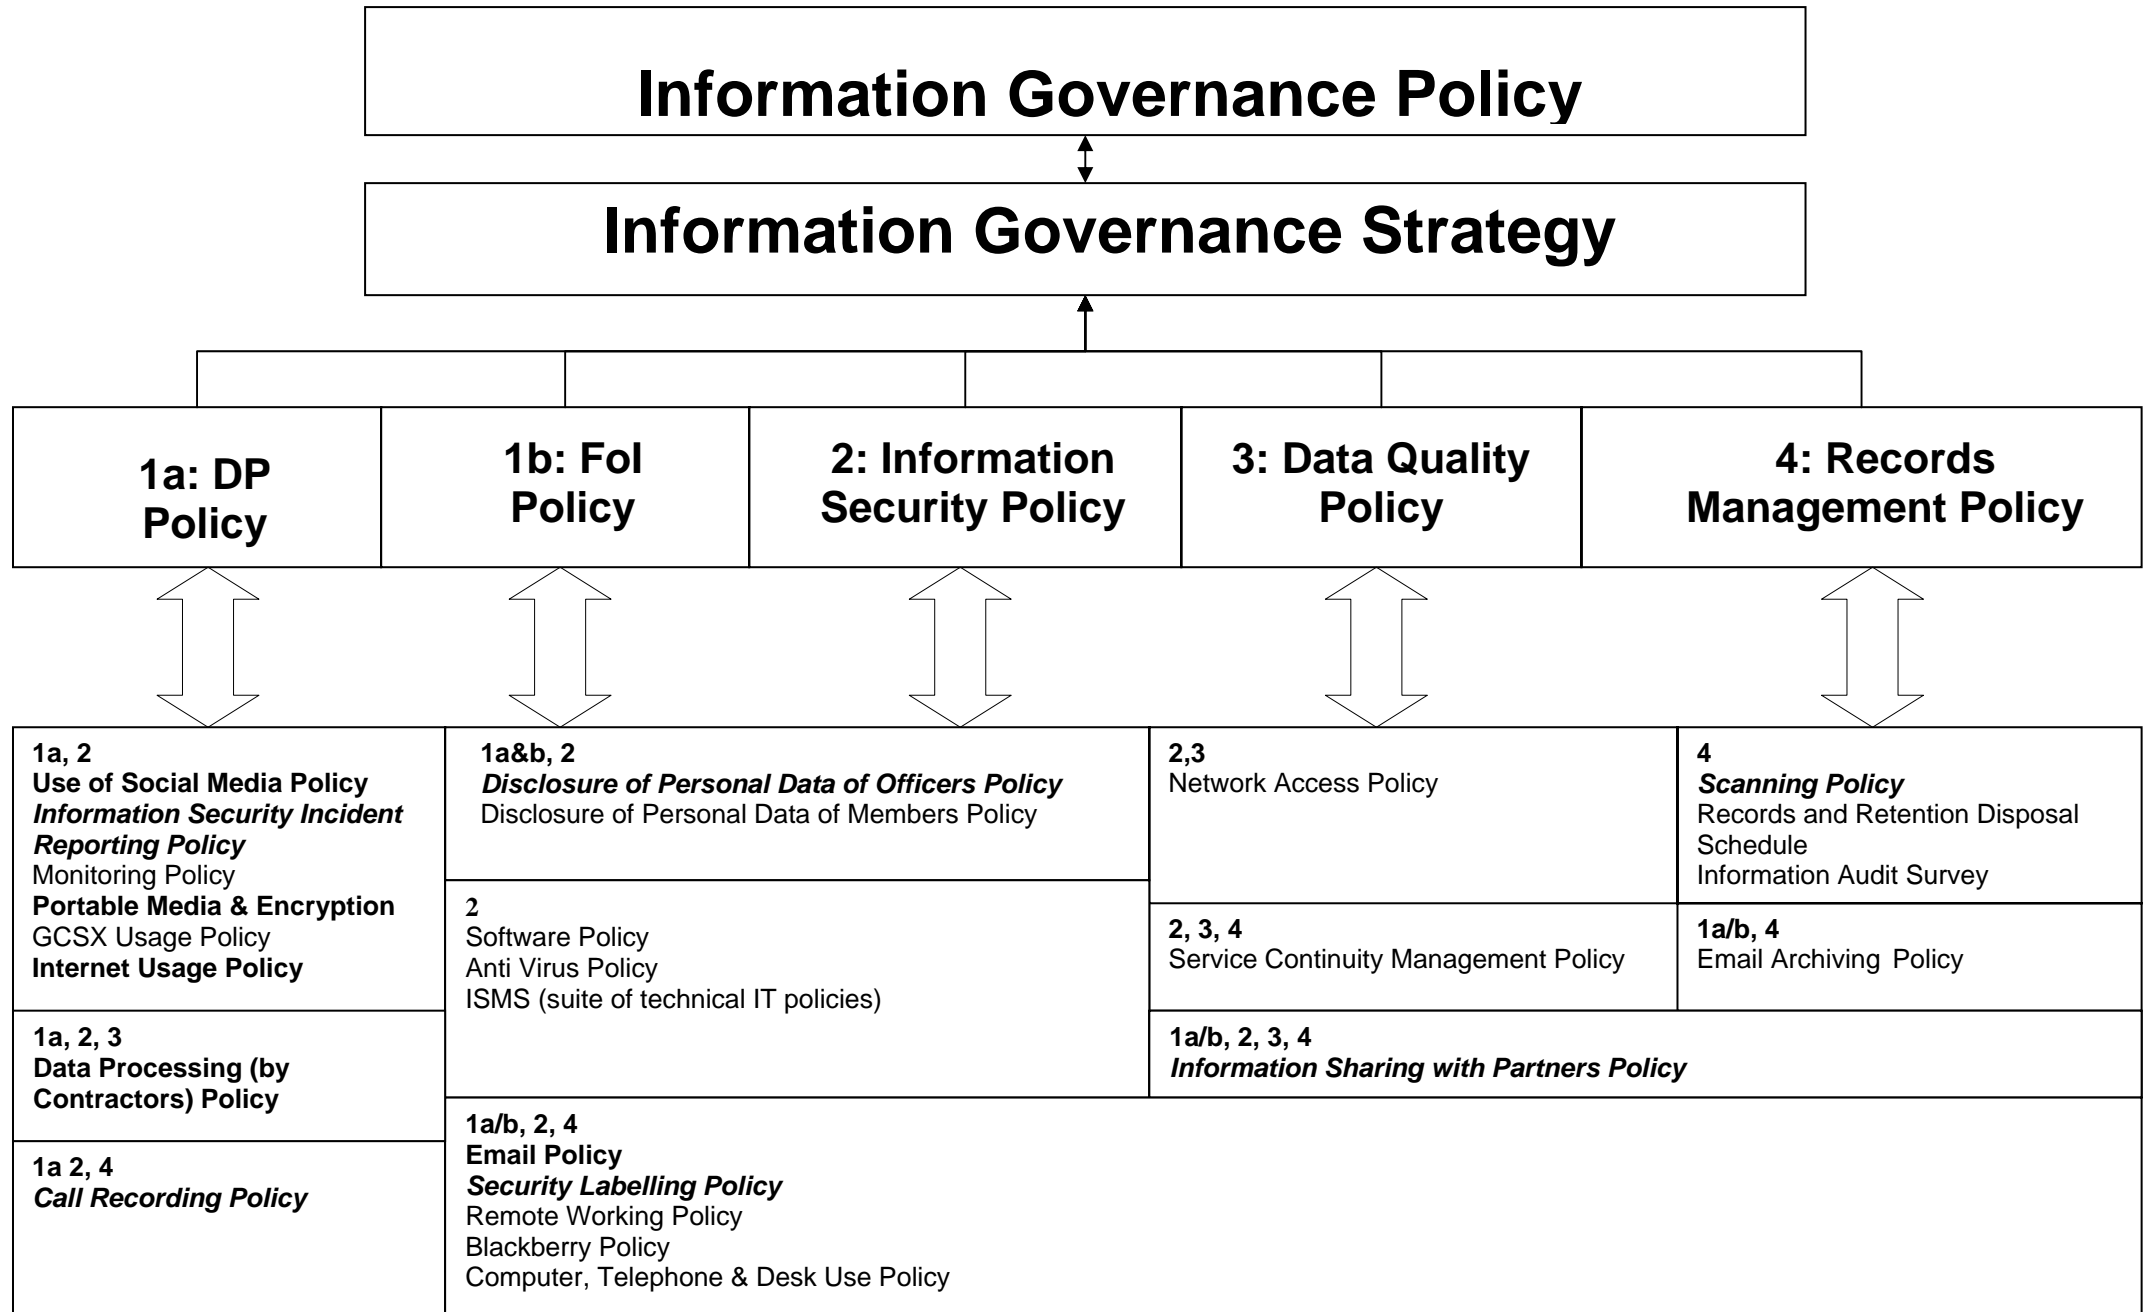 Information Governance Policy
Information Governance Strategy
1a: DP
Policy
1b: FoI
Policy
2: Information
Security Policy
3: Data Quality
Policy
4: Records
Management Policy
1a, 2
Use of Social Media Policy
Information Security Incident
Reporting Policy
Monitoring Policy
Portable Media & Encryption
GCSX Usage Policy
Internet Usage Policy
1a, 2, 3
Data Processing (by
Contractors) Policy
1a 2, 4
Call Recording Policy
1a&b, 2
Disclosure of Personal Data of Officers Policy
Disclosure of Personal Data of Members Policy
2
Software Policy
Anti Virus Policy
ISMS (suite of technical IT policies)
1a/b, 2, 4
Email Policy
Security Labelling Policy
Remote Working Policy
Blackberry Policy
Computer, Telephone & Desk Use Policy
2,3
Network Access Policy
2, 3, 4
Service Continuity Management Policy
4
Scanning Policy
Records and Retention Disposal
Schedule
Information Audit Survey
1a/b, 4
Email Archiving Policy
1a/b, 2, 3, 4
Information Sharing with Partners Policy